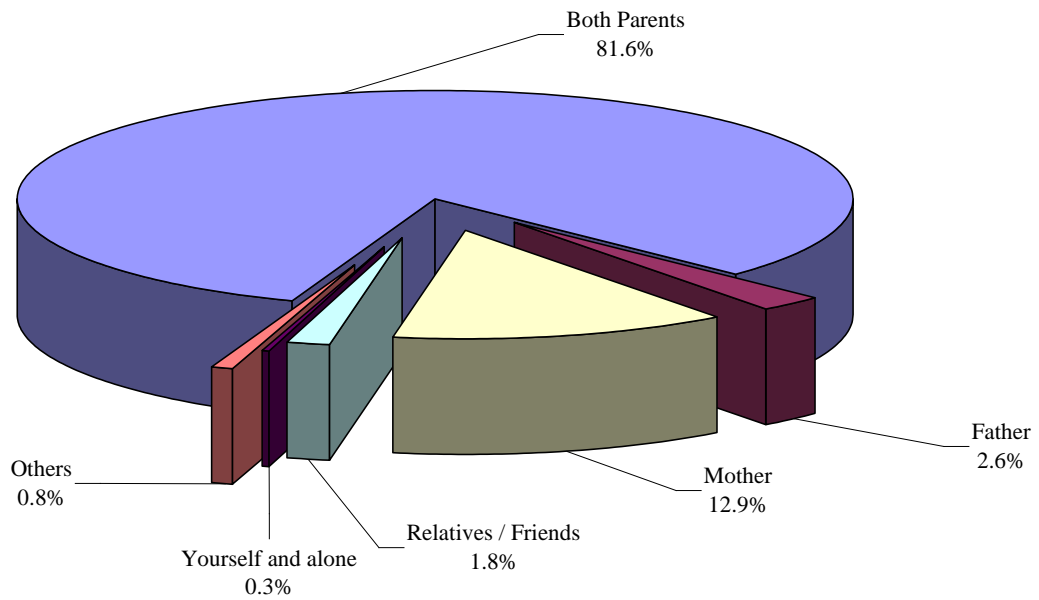 Both Parents
81.6%
Father
2.6%
Mother
12.9%
Relatives / Friends
1.8%
Yourself and alone
0.3%
Others
0.8%